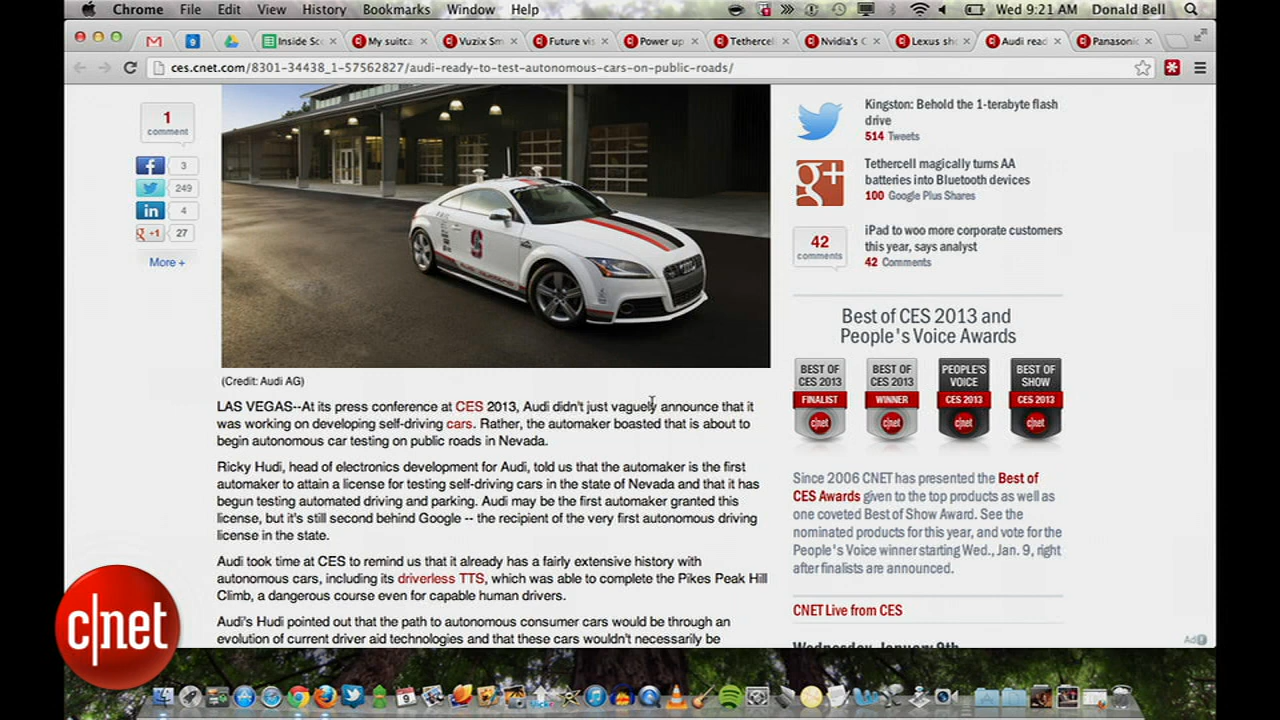 Chrome File Edit View History Bookmarks Window Help Wed 9:21 AM Donald Bell
9 Inside Sc My suitc Vuzix Sm Future vis Power up Tethercel Nvidia's C Lexus sho Audi read Panasonic
ces.cnet.com/8301-34438_1-57562827/audi-ready-to-test-autonomous-cars-on-public-roads/
1
comment
3
249
in 4
g +1 27
More +
(Credit: Audi AG)
LAS VEGAS--At its press conference at CES 2013, Audi didn't just vaguely announce that it
was working on developing self-driving cars. Rather, the automaker boasted that is about to
begin autonomous car testing on public roads in Nevada.
Ricky Hudi, head of electronics development for Audi, told us that the automaker is the first
automaker to attain a license for testing self-driving cars in the state of Nevada and that it has
begun testing automated driving and parking. Audi may be the first automaker granted this
license, but it's still second behind Google -- the recipient of the very first autonomous driving
license in the state.
Audi took time at CES to remind us that it already has a fairly extensive history with
autonomous cars, including its driverless TTS, which was able to complete the Pikes Peak Hill
Climb, a dangerous course even for capable human drivers.
Audi's Hudi pointed out that the path to autonomous consumer cars would be through an
evolution of current driver aid technologies and that these cars wouldn't necessarily be
Kingston: Behold the 1-terabyte flash
drive
514 Tweets
g+
Tethercell magically turns AA
batteries into Bluetooth devices
100 Google Plus Shares
42
comments
iPad to woo more corporate customers
this year, says analyst
42 Comments
Best of CES 2013 and
People's Voice Awards
BEST OF CES 2013 FINALIST c|net
BEST OF CES 2013 WINNER c|net
PEOPLE'S VOICE CES 2013 c|net
BEST OF SHOW CES 2013 c|net
Since 2006 CNET has presented the Best of
CES Awards given to the top products as well as
one coveted Best of Show Award. See the
nominated products for this year, and vote for the
People's Voice winner starting Wed., Jan. 9, right
after finalists are announced.
CNET Live from CES
Wednesday, January 9th
Ad
c|net